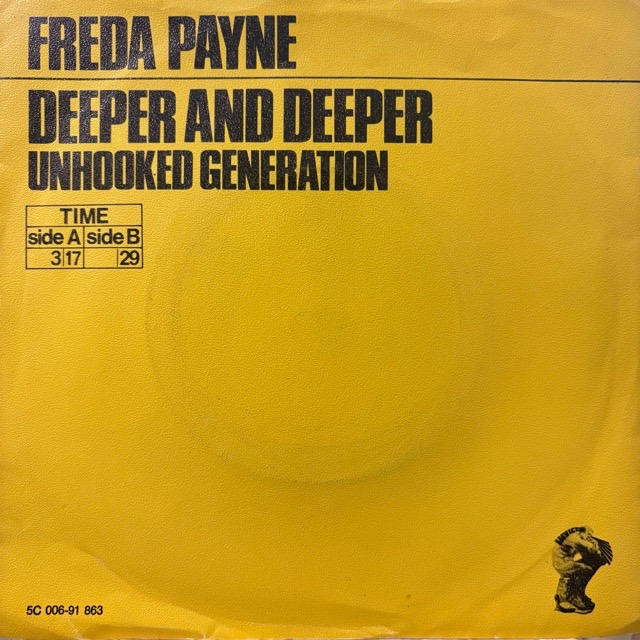 FREDA PAYNE
DEEPER AND DEEPER
UNHOOKED GENERATION
TIME
side A side B
3 17 29
5C 006-91 863